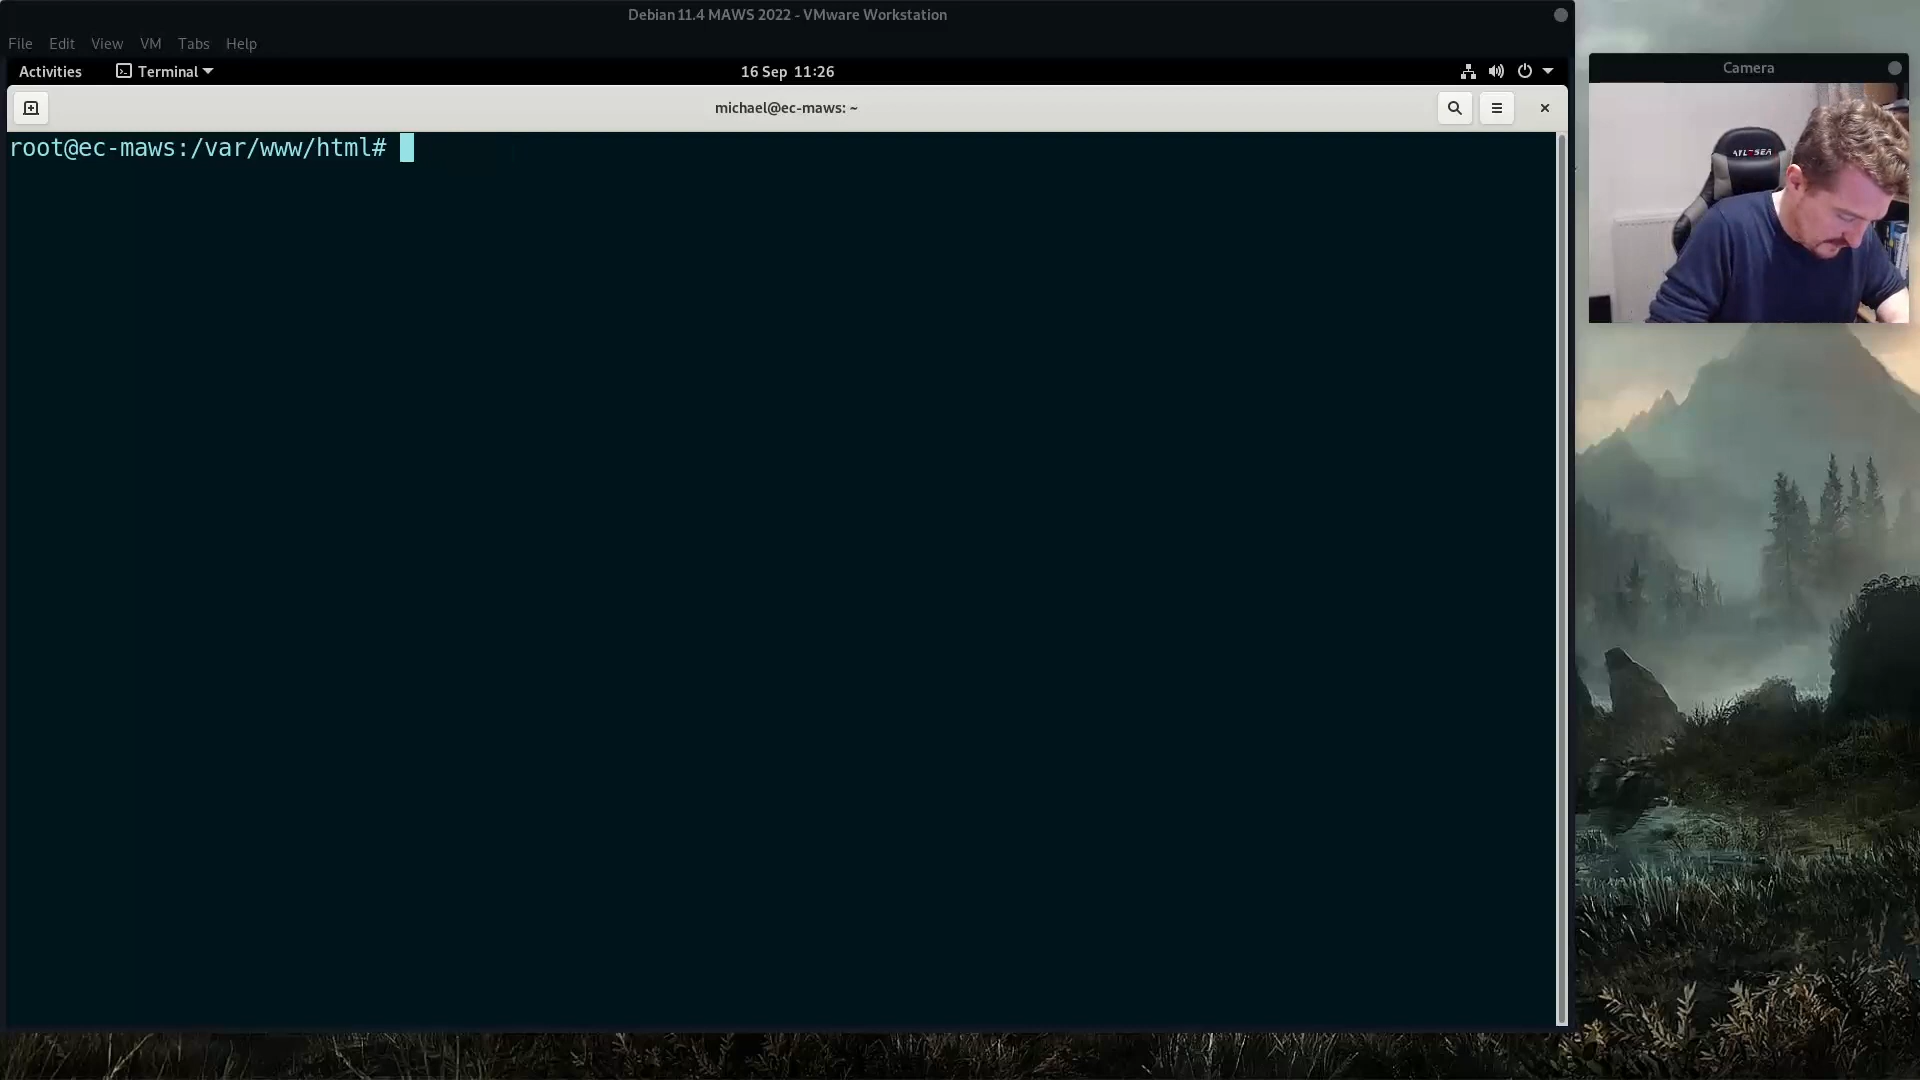 Debian 11.4 MAWS 2022 - VMware Workstation
File Edit View VM Tabs Help
Activities Terminal 16 Sep 11:26
michael@ec-maws: ~
root@ec-maws:/var/www/html#
Camera